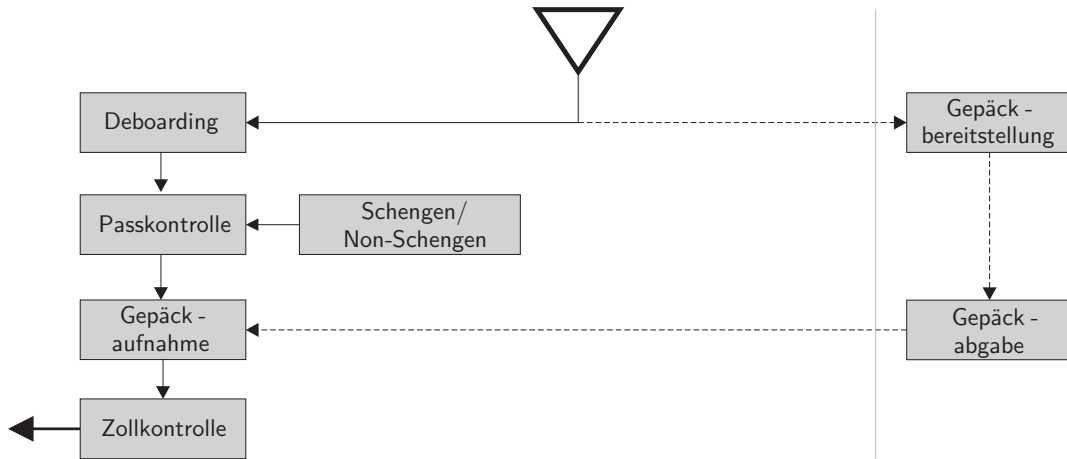 Deboarding
Gepäck -
bereitstellung
Passkontrolle
Schengen/
Non-Schengen
Gepäck -
aufnahme
Gepäck -
abgabe
Zollkontrolle